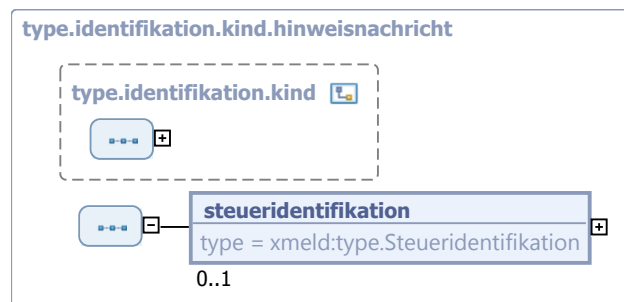 type.identifikation.kind.hinweisnachricht
type.identifikation.kind
steueridentifikation
type = xmeld:type.Steueridentifikation
0..1